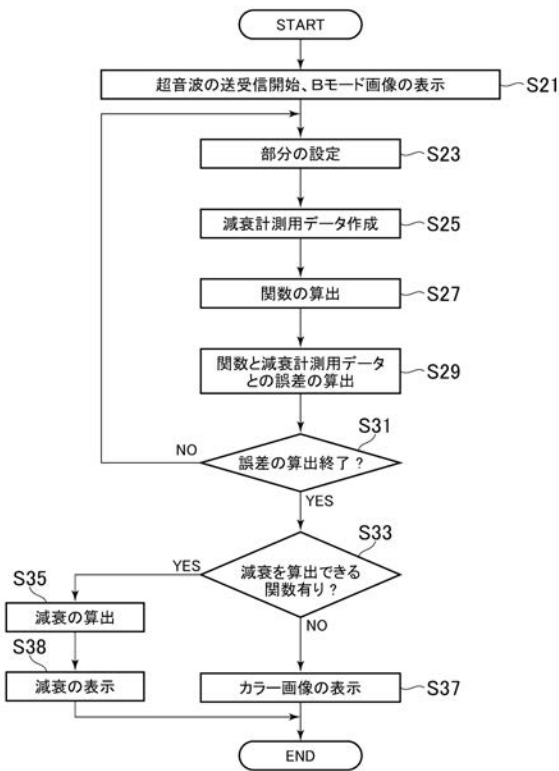 START
超音波の送受信開始、Bモード画像の表示
S21
部分の設定
S23
減衰計測用データ作成
S25
関数の算出
S27
関数と減衰計測用データ
との誤差の算出
S29
S31
誤差の算出終了？
NO
YES
S33
減衰を算出できる
関数有り？
YES
NO
S35
減衰の算出
S38
減衰の表示
カラー画像の表示
S37
END